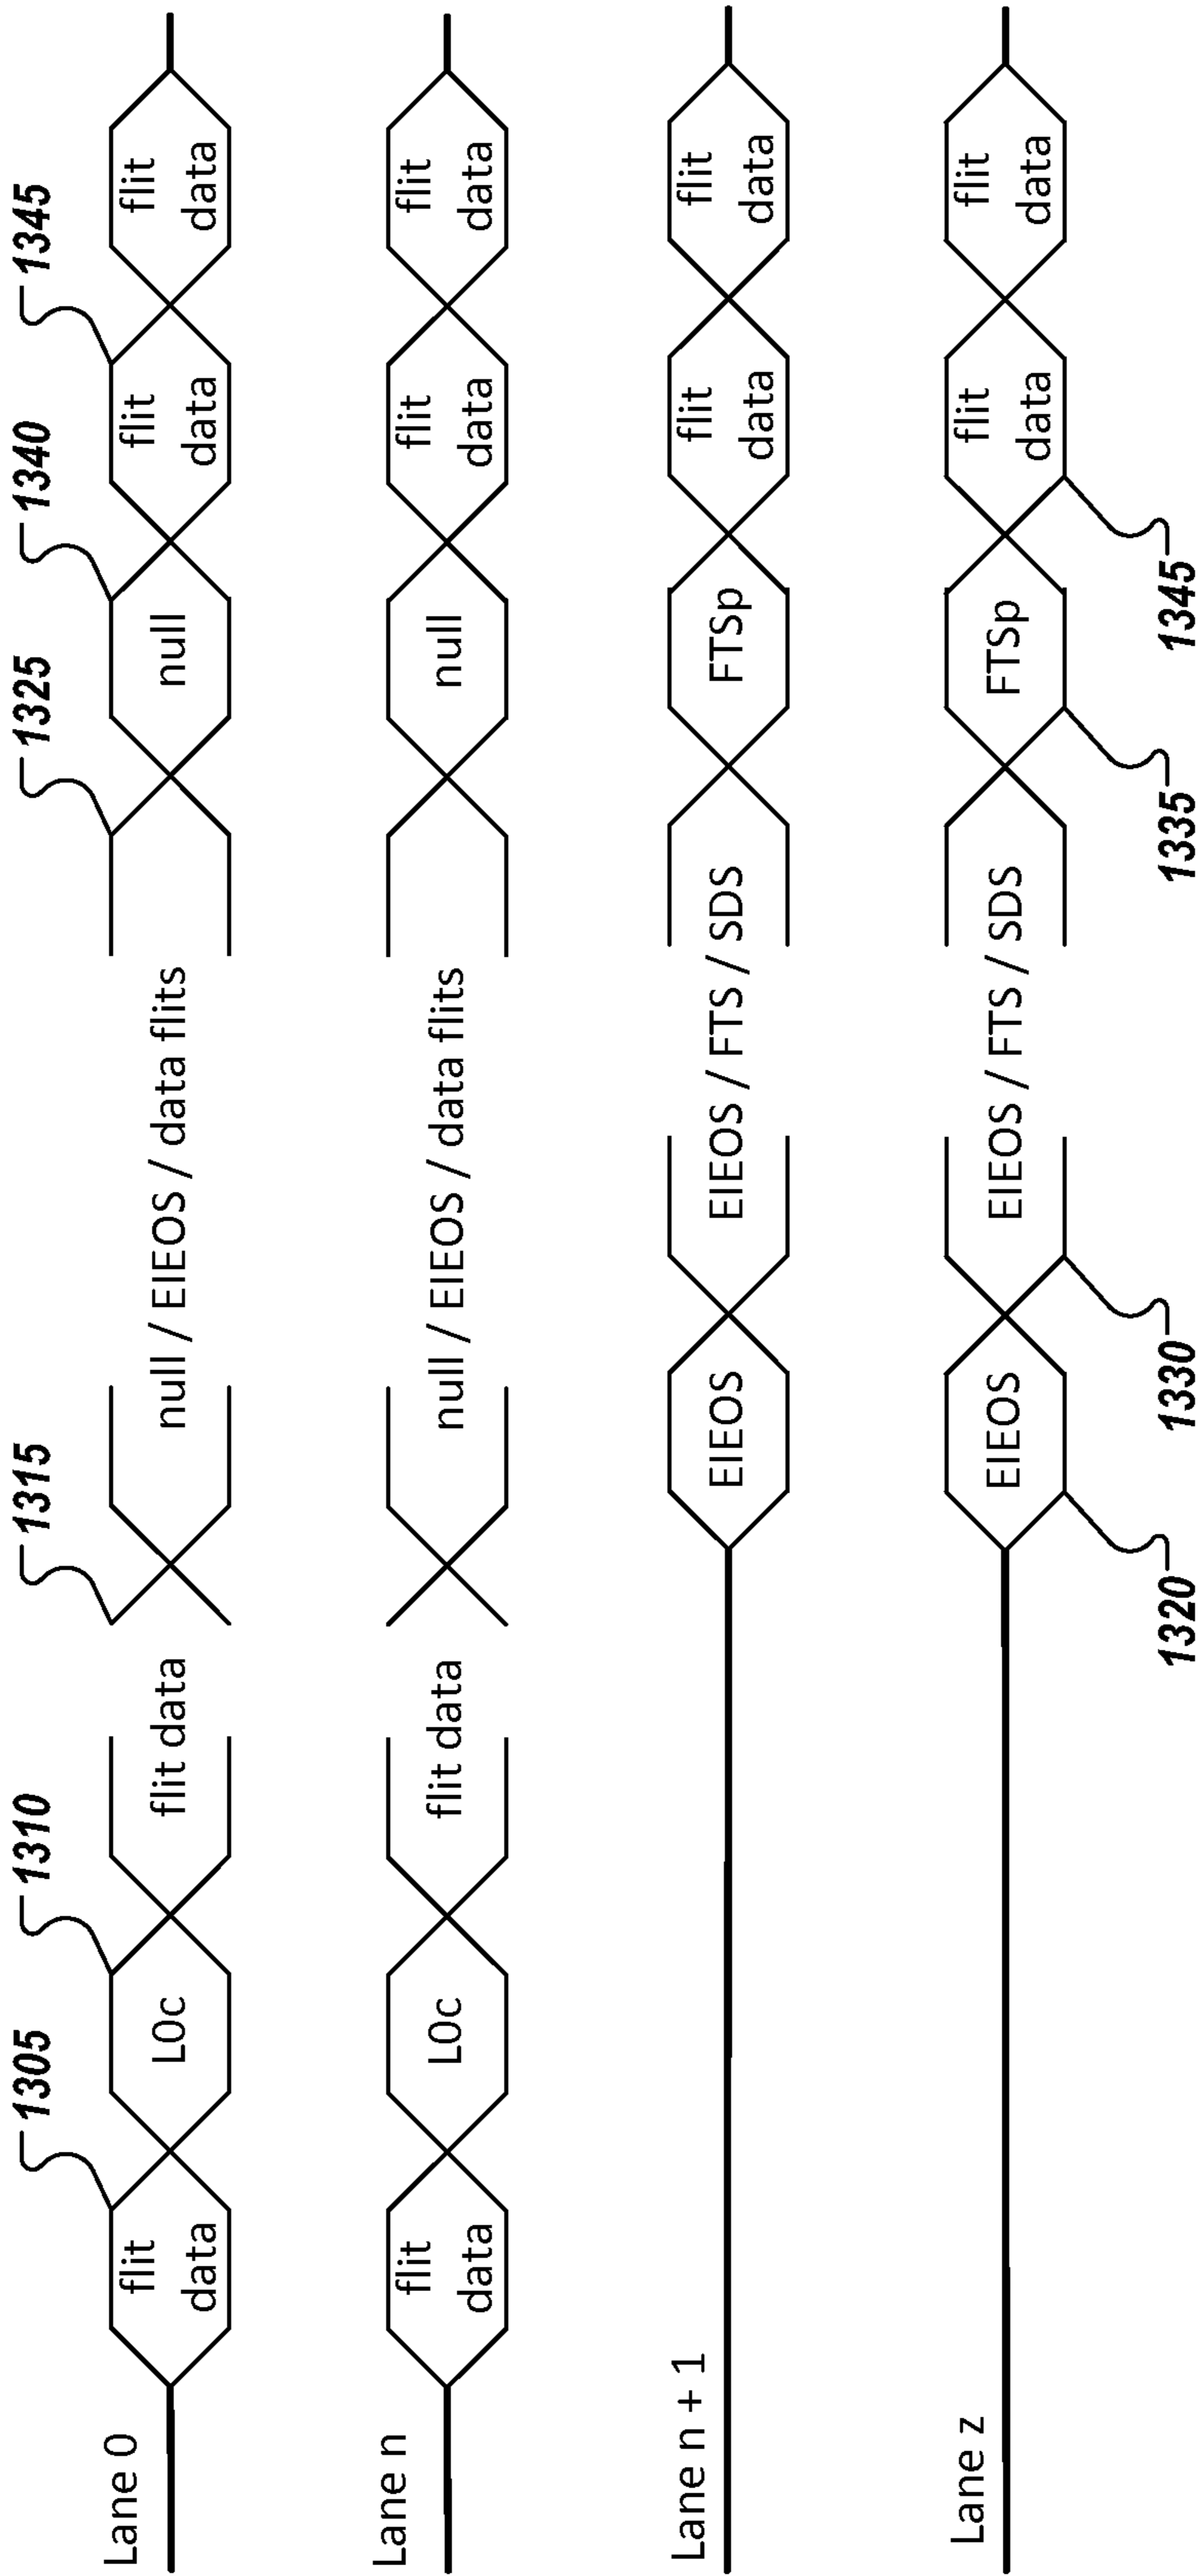 1305
1310
1315
1325
1340
1345
Lane 0
flit
data
L0c
flit data
null / EIEOS / data flits
null
flit
data
flit
data
Lane n
flit
data
L0c
flit data
null / EIEOS / data flits
null
flit
data
flit
data
Lane n + 1
EIEOS
EIEOS / FTS / SDS
FTSp
flit
data
flit
data
Lane z
EIEOS
EIEOS / FTS / SDS
FTSp
flit
data
flit
data
1320
1330
1335
1345